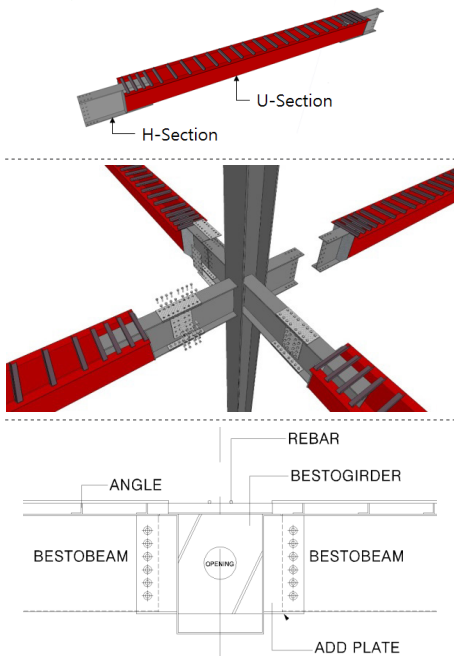 U-Section
H-Section
REBAR
BESTOGIRDER
ANGLE
BESTOBEAM
OPENING
BESTOBEAM
ADD PLATE